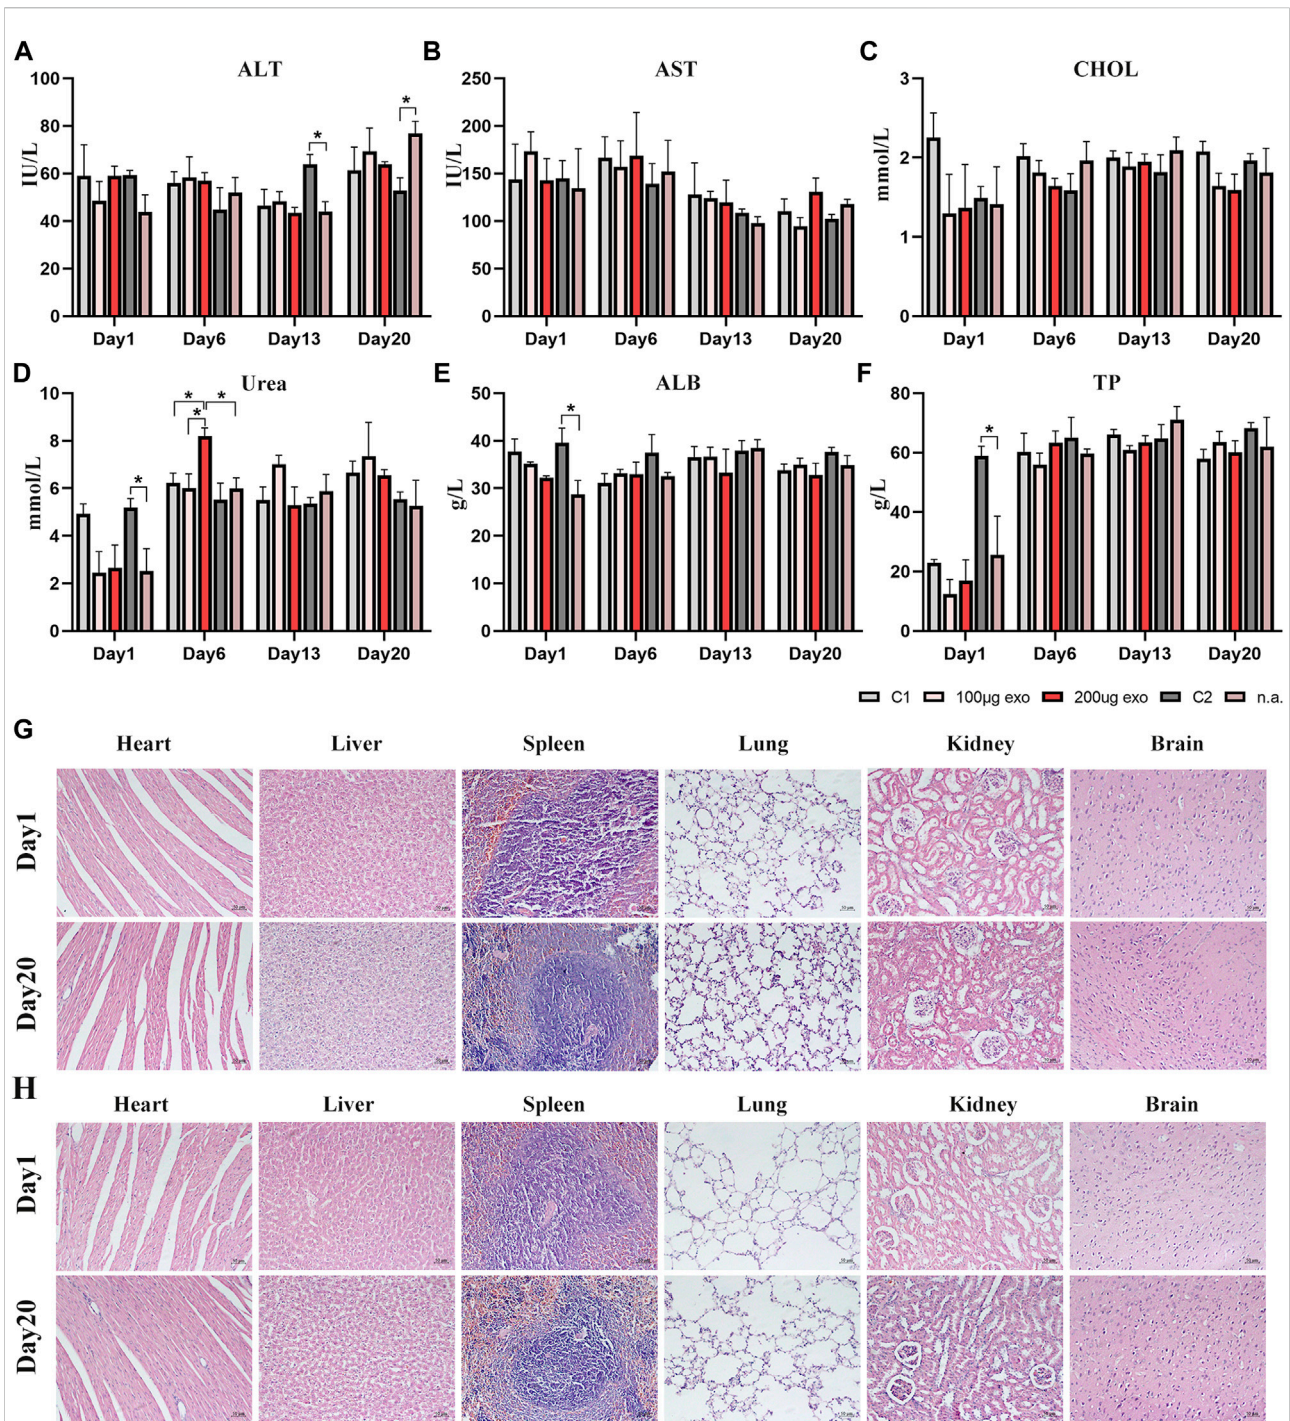 A ALT
IU/L
100
80
60
40
20
0
* *
Day1 Day6 Day13 Day20
B AST
IU/L
250
200
150
100
50
0
Day1 Day6 Day13 Day20
C CHOL
mmol/L
3
2
1
0
Day1 Day6 Day13 Day20
D Urea
mmol/L
10
8
6
4
2
0
* * * *
Day1 Day6 Day13 Day20
E ALB
g/L
50
40
30
20
10
0
*
Day1 Day6 Day13 Day20
F TP
g/L
80
60
40
20
0
*
Day1 Day6 Day13 Day20
C1 100μg exo 200ug exo C2 n.a.
G
Heart Liver Spleen Lung Kidney Brain
Day1
Day20
H
Heart Liver Spleen Lung Kidney Brain
Day1
Day20